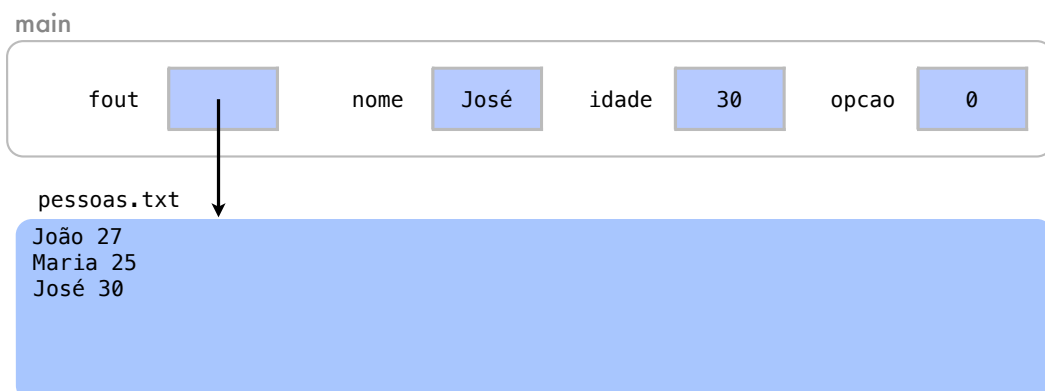 main
fout nome José idade 30 opcao 0
pessoas.txt
João 27
Maria 25
José 30